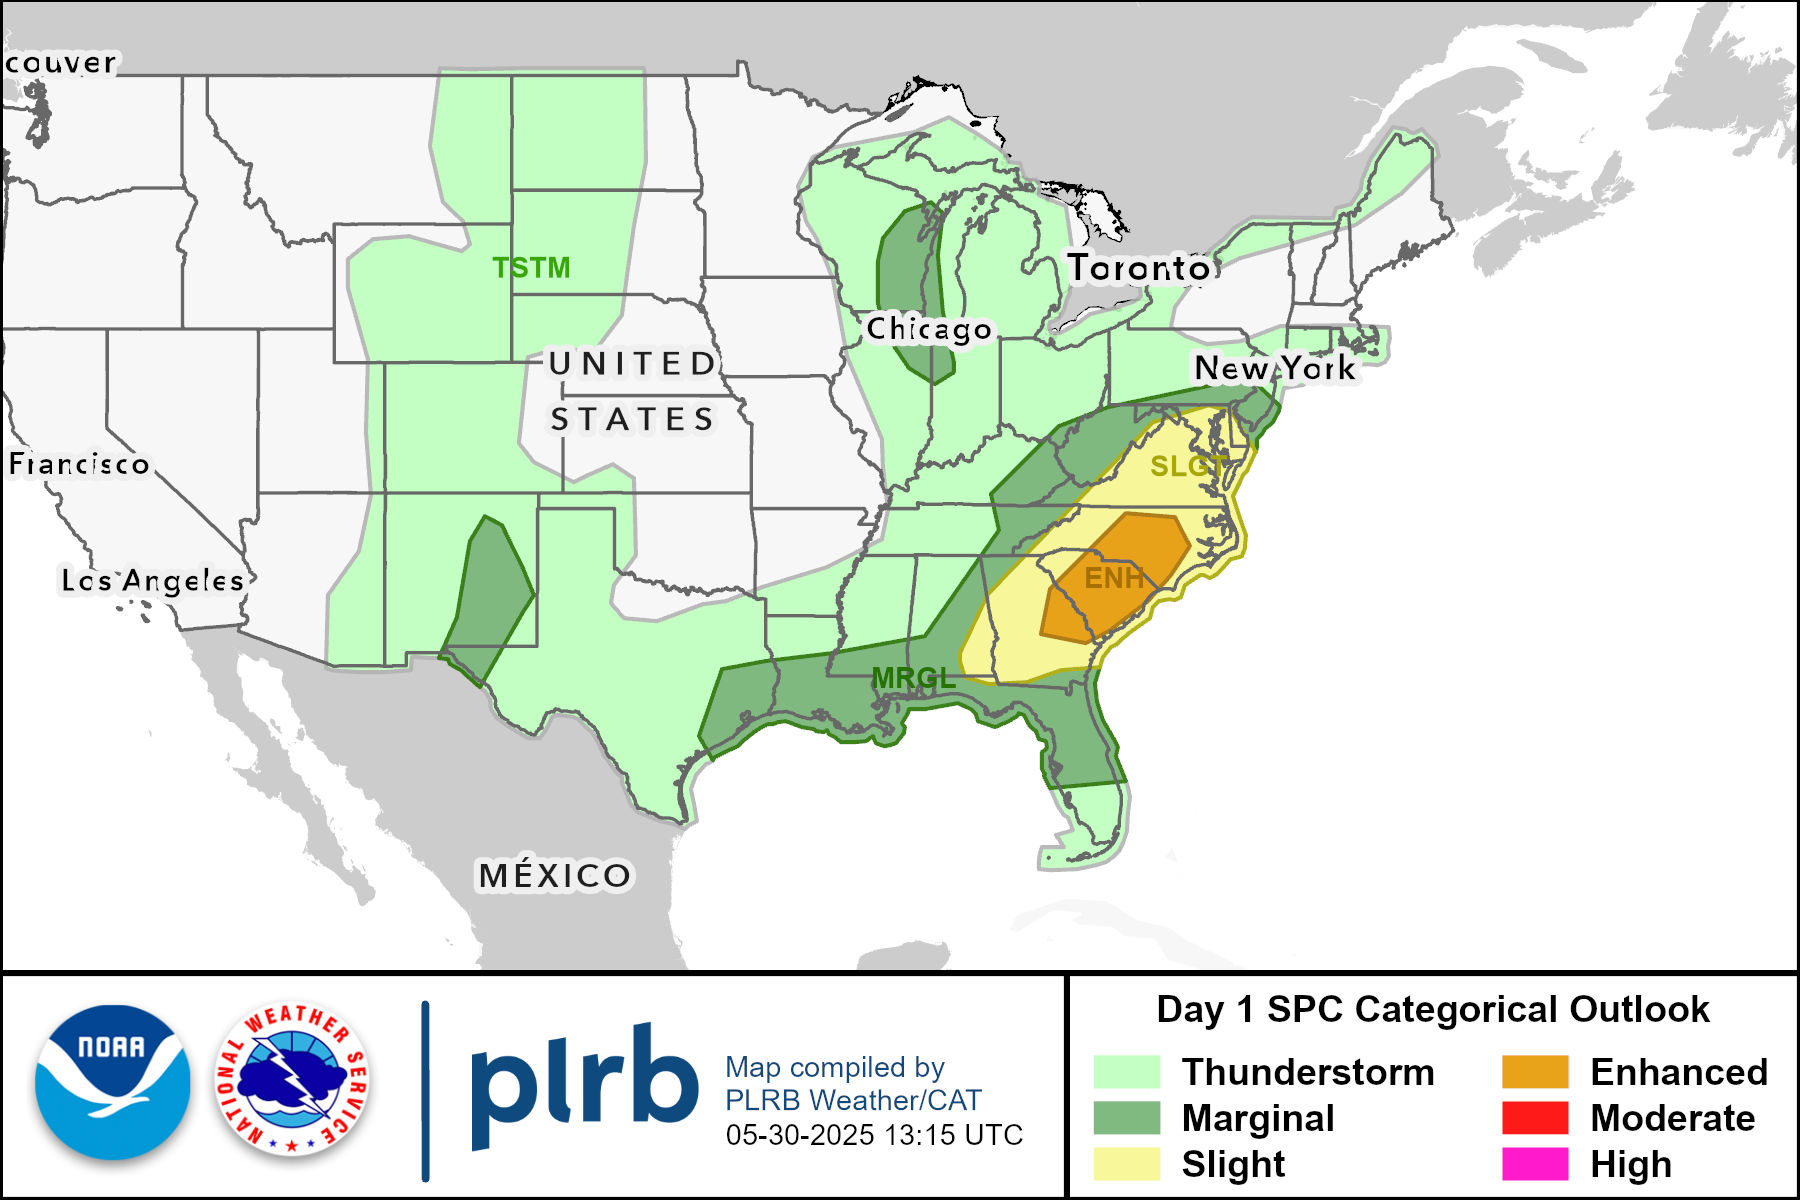 couver
TSTM
Toronto
Chicago
UNITED
STATES
New York
Francisco
SLGT
Los Angeles
ENH
MRGL
MÉXICO
NOAA
NATIONAL WEATHER SERVICE
plrb
Map compiled by
PLRB Weather/CAT
05-30-2025 13:15 UTC
Day 1 SPC Categorical Outlook
Thunderstorm
Marginal
Slight
Enhanced
Moderate
High